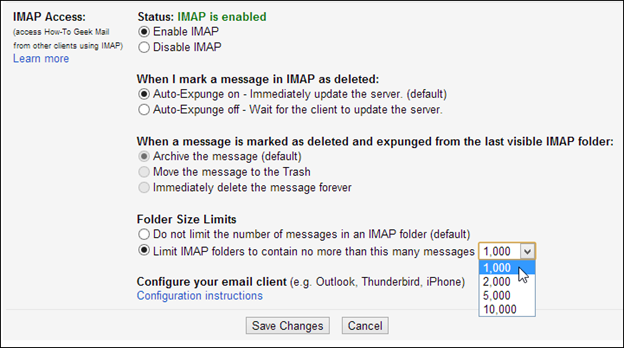 IMAP Access:
(access How-To Geek Mail
from other clients using IMAP)
Learn more
Status: IMAP is enabled
Enable IMAP
Disable IMAP
When I mark a message in IMAP as deleted:
Auto-Expunge on - Immediately update the server. (default)
Auto-Expunge off - Wait for the client to update the server.
When a message is marked as deleted and expunged from the last visible IMAP folder:
Archive the message (default)
Move the message to the Trash
Immediately delete the message forever
Folder Size Limits
Do not limit the number of messages in an IMAP folder (default)
Limit IMAP folders to contain no more than this many messages 1,000
1,000
2,000
5,000
10,000
Configure your email client (e.g. Outlook, Thunderbird, iPhone)
Configuration instructions
Save Changes Cancel